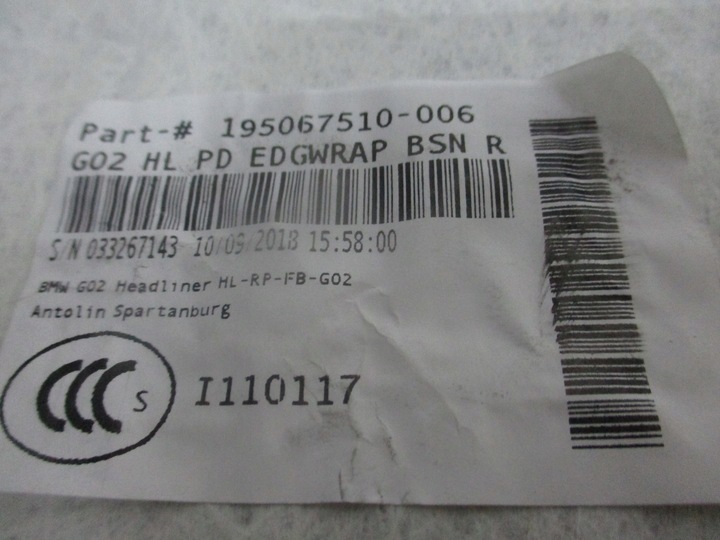 Part-# 195067510-006
G02 HL PD EDGWRAP BSN R
S/N 033267143 10/09/2018 15:58:00
BMW G02 Headliner HL-RP-FB-G02
Antolin Spartanburg
CCC S I110117